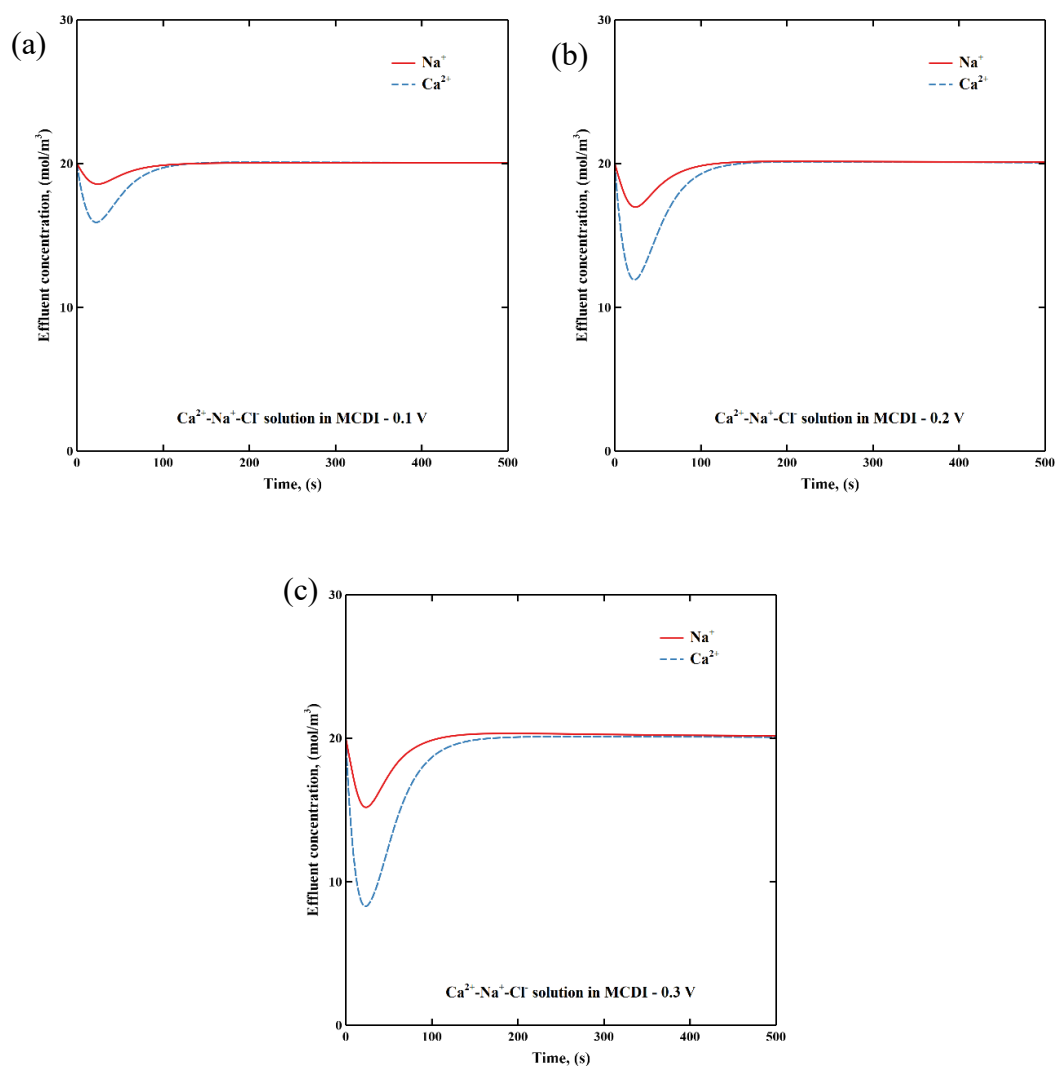 (a)
30
20
10
0
Effluent concentration, (mol/m³)
Na⁺
Ca²⁺
Ca²⁺-Na⁺-Cl⁻ solution in MCDI - 0.1 V
0 100 200 300 400 500
Time, (s)
(b)
30
20
10
0
Effluent concentration, (mol/m³)
Na⁺
Ca²⁺
Ca²⁺-Na⁺-Cl⁻ solution in MCDI - 0.2 V
0 100 200 300 400 500
Time, (s)
(c)
30
20
10
0
Effluent concentration, (mol/m³)
Na⁺
Ca²⁺
Ca²⁺-Na⁺-Cl⁻ solution in MCDI - 0.3 V
0 100 200 300 400 500
Time, (s)